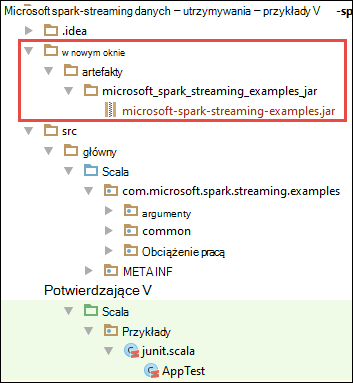 Microsoft spark-streaming danych – utrzymywania – przykłady V -sp
.idea
w nowym oknie
artefakty
microsoft_spark_streaming_examples_jar
microsoft-spark-streaming-examples.jar
src
główny
Scala
com.microsoft.spark.streaming.examples
argumenty
common
Obciążenie pracą
META INF
Potwierdzające V
Scala
Przykłady
junit.scala
AppTest